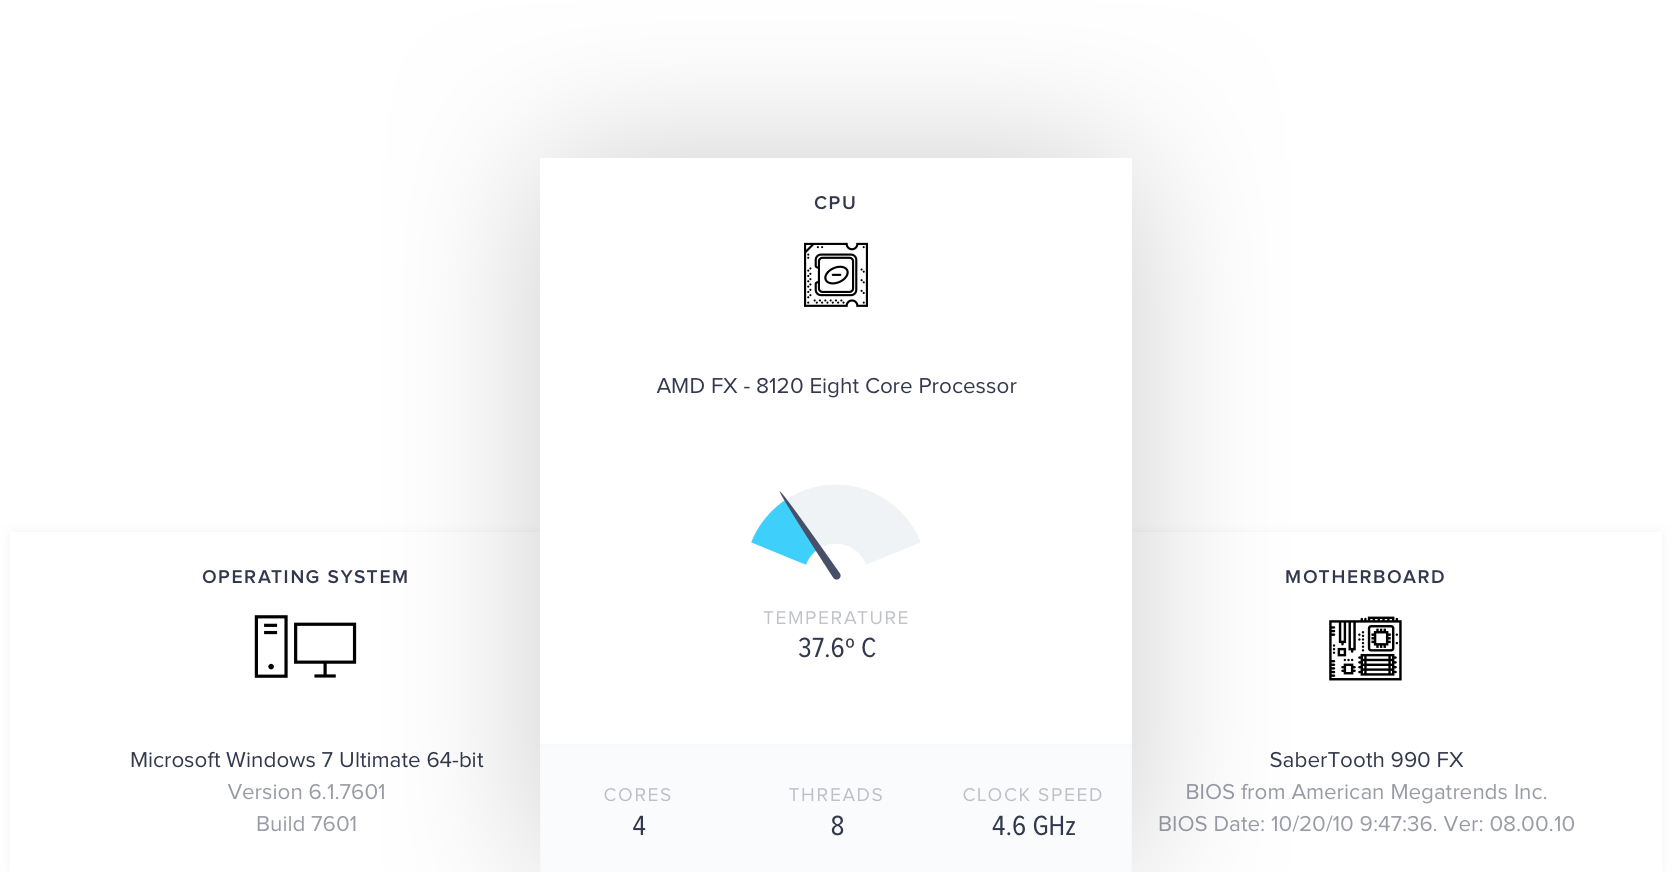 CPU
AMD FX - 8120 Eight Core Processor
TEMPERATURE
37.6º C
CORES
4
THREADS
8
CLOCK SPEED
4.6 GHz
OPERATING SYSTEM
Microsoft Windows 7 Ultimate 64-bit
Version 6.1.7601
Build 7601
MOTHERBOARD
SaberTooth 990 FX
BIOS from American Megatrends Inc.
BIOS Date: 10/20/10 9:47:36. Ver: 08.00.10